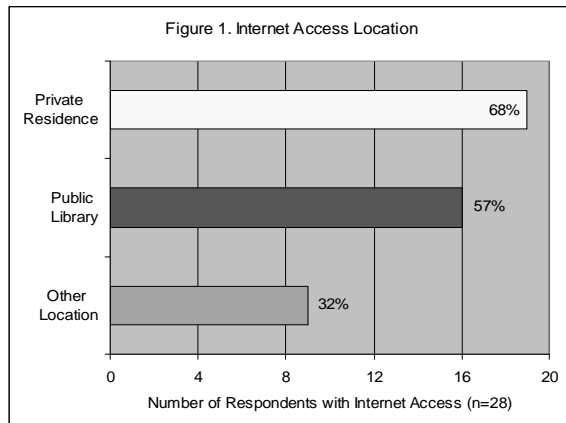 Figure 1. Internet Access Location
Private
Residence
68%
Public
Library
57%
Other
Location
32%
0 4 8 12 16 20
Number of Respondents with Internet Access (n=28)